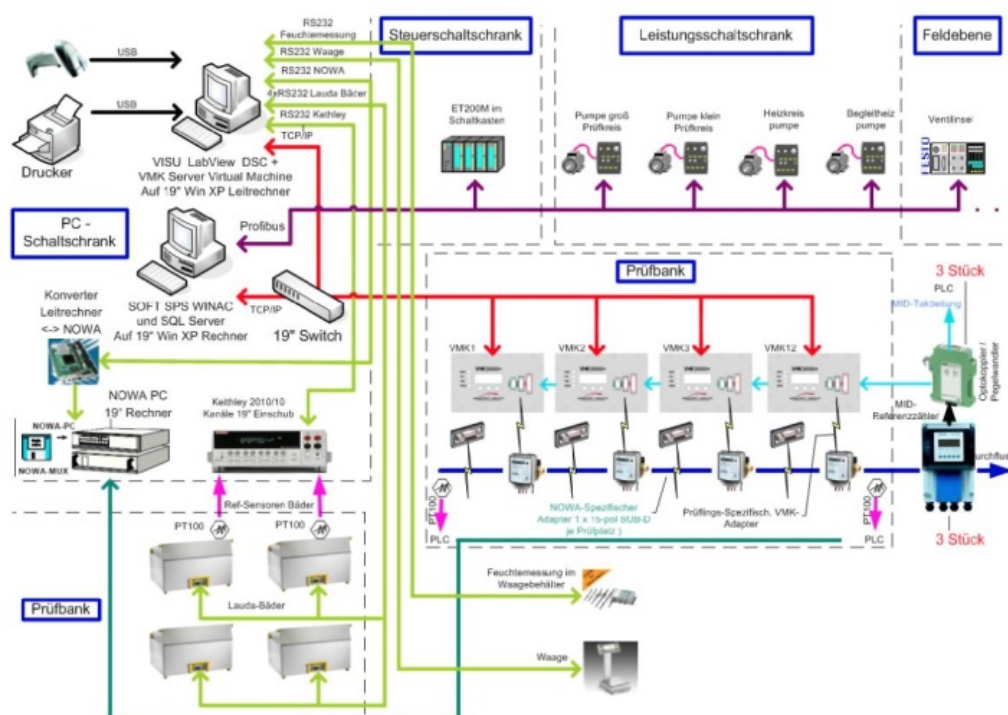 RS232
Feuchtemessung
RS232 Waage
RS232 NOWA
4xRS232 Lauda Bäder
RS232 Keithley
TCP/IP
USB
USB
Drucker
VISU LabView DSC +
VMK Server Virtual Machine
Auf 19" Win XP Leitrechner
Steuerschaltschrank
Leistungsschaltschrank
Feldebene
ET200M im
Schaltkasten
Pumpe groß
Prüfkreis
Pumpe klein
Prüfkreis
Heizkreis
pumpe
Begleitheiz
pumpe
Ventilinsel
FESTO
PC -
Schaltschrank
Profibus
SOFT SPS WINAC
und SQL Server
Auf 19" Win XP Rechner
TCP/IP
19" Switch
Konverter
Leitrechner
<-> NOWA
NOWA PC
19" Rechner
NOWA-PC
NOWA-MUX
Keithley 2010/10
Kanäle 19" Einschub
Ref-Sensoren Bäder
PT100
PT100
Prüfbank
Lauda-Bäder
Prüfbank
VMK1
VMK2
VMK3
VMK12
3 Stück
PLC
MID-Taktleitung
Optokoppler /
Pegelwandler
MID-
Referenzzähler
urchflus
3 Stück
PT100
PLC
NOWA-Spezifischer
Adapter 1 x 15-pol SUB-D
je Prüfplatz )
Prüflings-Spezifisch. VMK-
Adapter
PT100
PLC
Feuchtemessung im
Waagebehälter
Waage